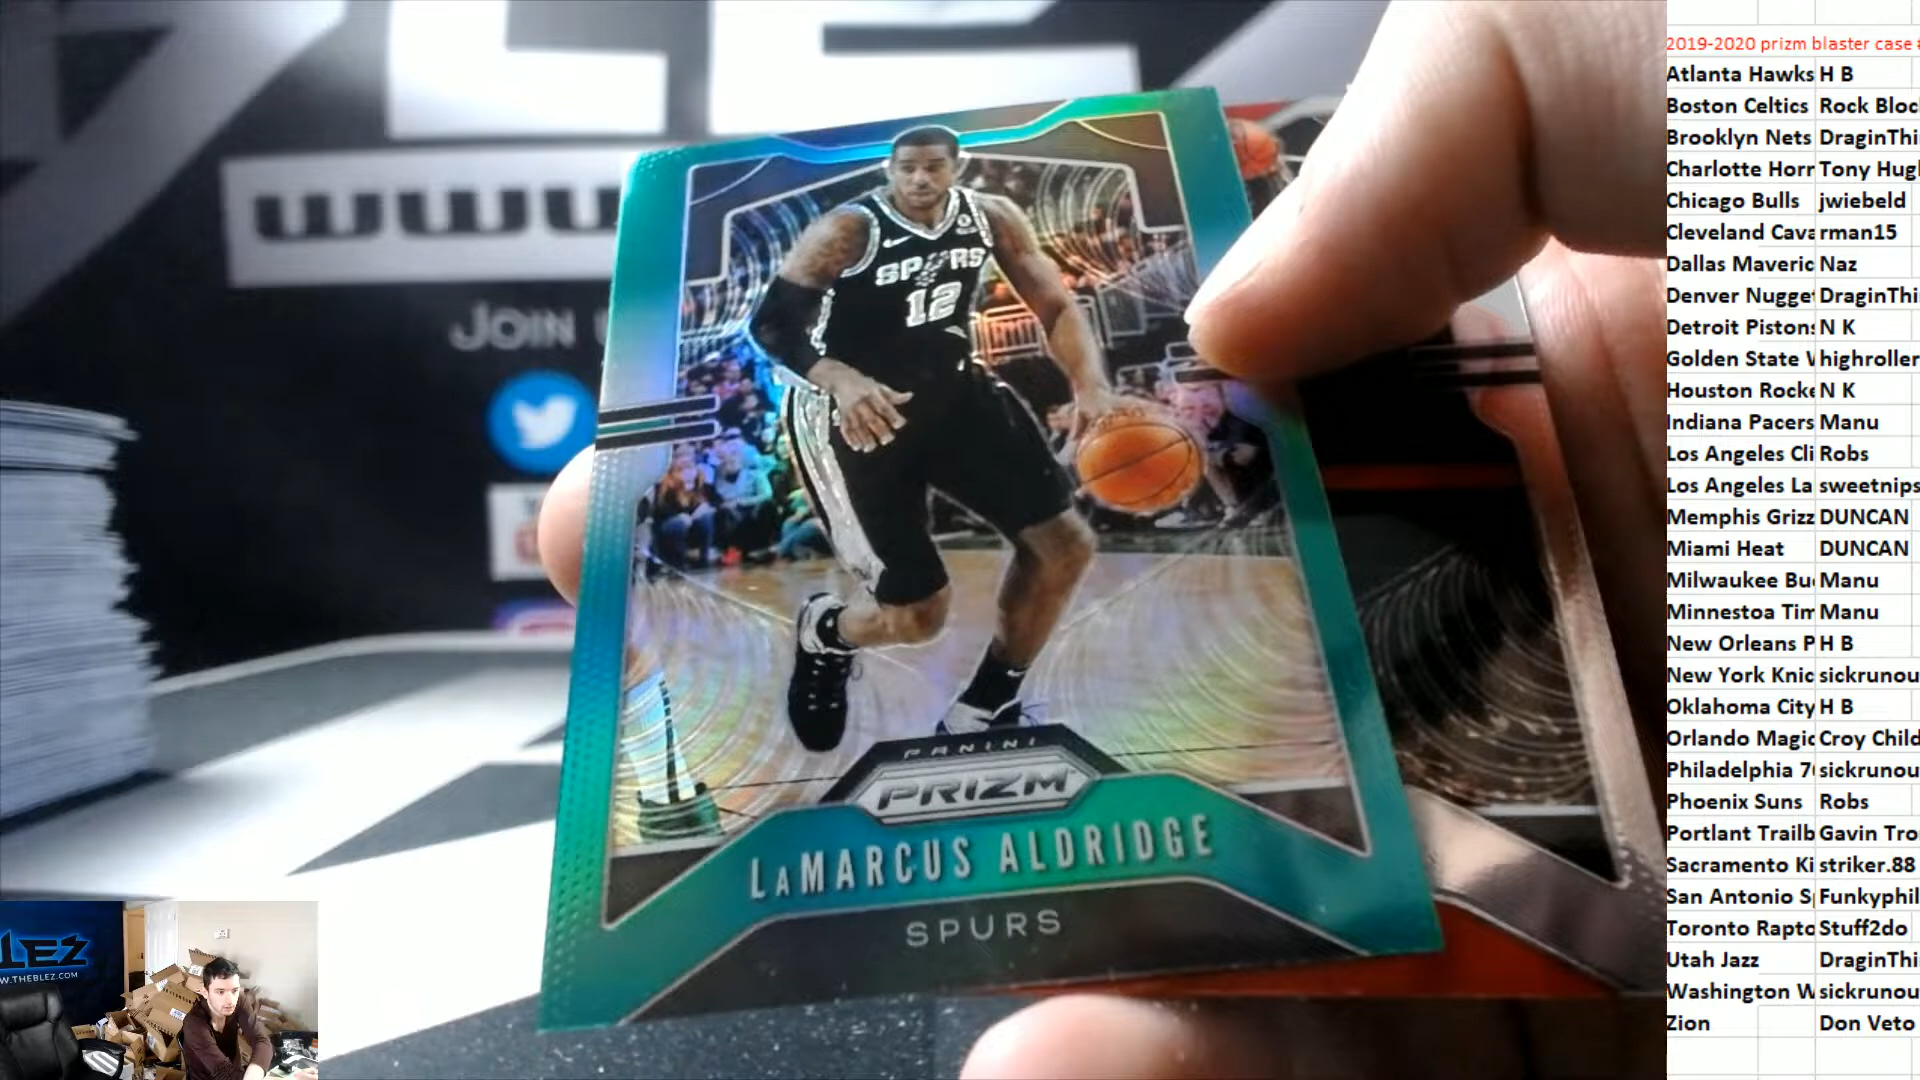 www
JOIN
SPURS
12
PANINI
PRIZM
LAMARCUS ALDRIDGE
SPURS
LEZ
W.THEBLEZ.COM
2019-2020 prizm blaster case
Atlanta Hawks H B
Boston Celtics Rock Bloc
Brooklyn Nets DraginThi
Charlotte Horr Tony Hugl
Chicago Bulls jwiebeld
Cleveland Cava rman15
Dallas Maveric Naz
Denver Nugget DraginThi
Detroit Pistons N K
Golden State W highroller
Houston Rocke N K
Indiana Pacers Manu
Los Angeles Cli Robs
Los Angeles La sweetnips
Memphis Grizz DUNCAN
Miami Heat DUNCAN
Milwaukee Bu Manu
Minnestoa Tim Manu
New Orleans P H B
New York Knic sickrunou
Oklahoma City H B
Orlando Magic Croy Child
Philadelphia 7 sickrunou
Phoenix Suns Robs
Portlant Trailb Gavin Tro
Sacramento Ki striker.88
San Antonio S Funkyphil
Toronto Rapto Stuff2do
Utah Jazz DraginThi
Washington W sickrunou
Zion Don Veto